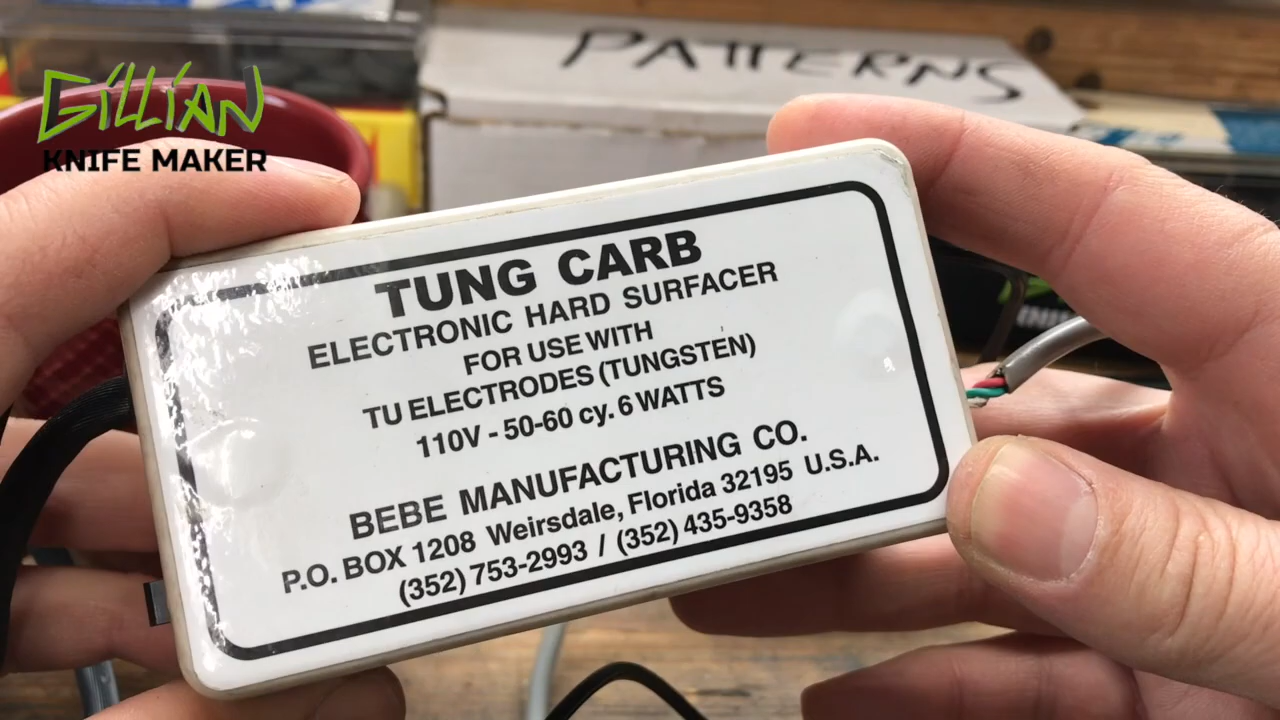 GILLIAN
KNIFE MAKER
PATTERNS
TUNG CARB
ELECTRONIC HARD SURFACER
FOR USE WITH
TU ELECTRODES (TUNGSTEN)
110V - 50-60 cy. 6 WATTS
BEBE MANUFACTURING CO.
P.O. BOX 1208 Weirsdale, Florida 32195 U.S.A.
(352) 753-2993 / (352) 435-9358